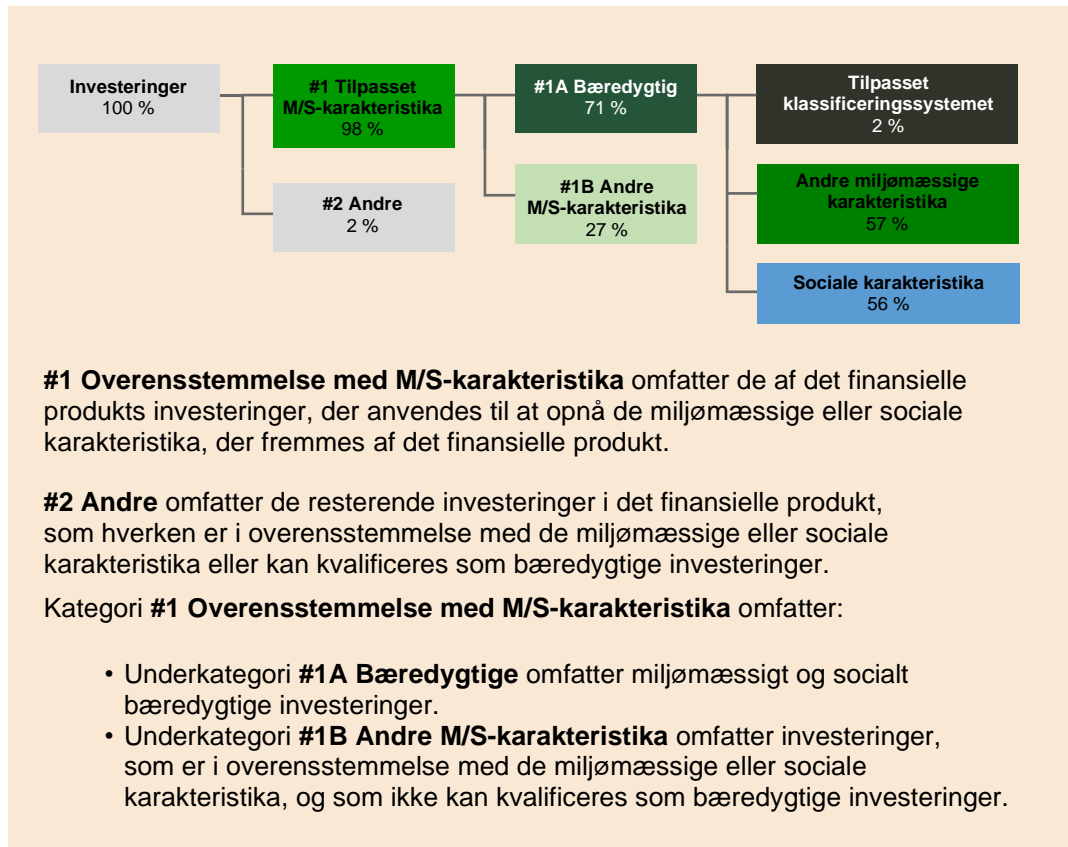 Investeringer
100 %
#1 Tilpasset
M/S-karakteristika
98 %
#2 Andre
2 %
#1A Bæredygtig
71 %
#1B Andre
M/S-karakteristika
27 %
Tilpasset
klassificeringssystemet
2 %
Andre miljømæssige
karakteristika
57 %
Sociale karakteristika
56 %
#1 Overensstemmelse med M/S-karakteristika omfatter de af det finansielle
produkts investeringer, der anvendes til at opnå de miljømæssige eller sociale
karakteristika, der fremmes af det finansielle produkt.
#2 Andre omfatter de resterende investeringer i det finansielle produkt,
som hverken er i overensstemmelse med de miljømæssige eller sociale
karakteristika eller kan kvalificeres som bæredygtige investeringer.
Kategori #1 Overensstemmelse med M/S-karakteristika omfatter:
• Underkategori #1A Bæredygtige omfatter miljømæssigt og socialt
bæredygtige investeringer.
• Underkategori #1B Andre M/S-karakteristika omfatter investeringer,
som er i overensstemmelse med de miljømæssige eller sociale
karakteristika, og som ikke kan kvalificeres som bæredygtige investeringer.